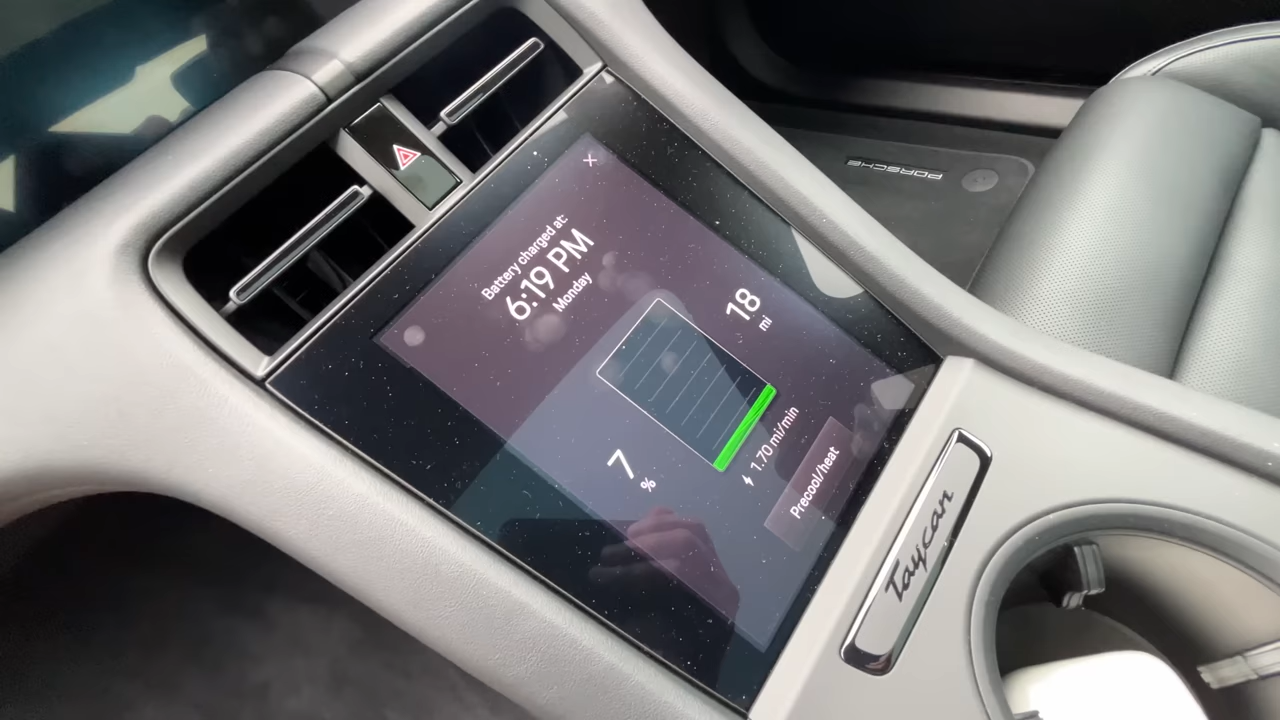 PORSCHE
Battery charged at:
6:19 PM
Monday
18
mi
7
%
1.70 mi/min
Precool/heat
Taycan